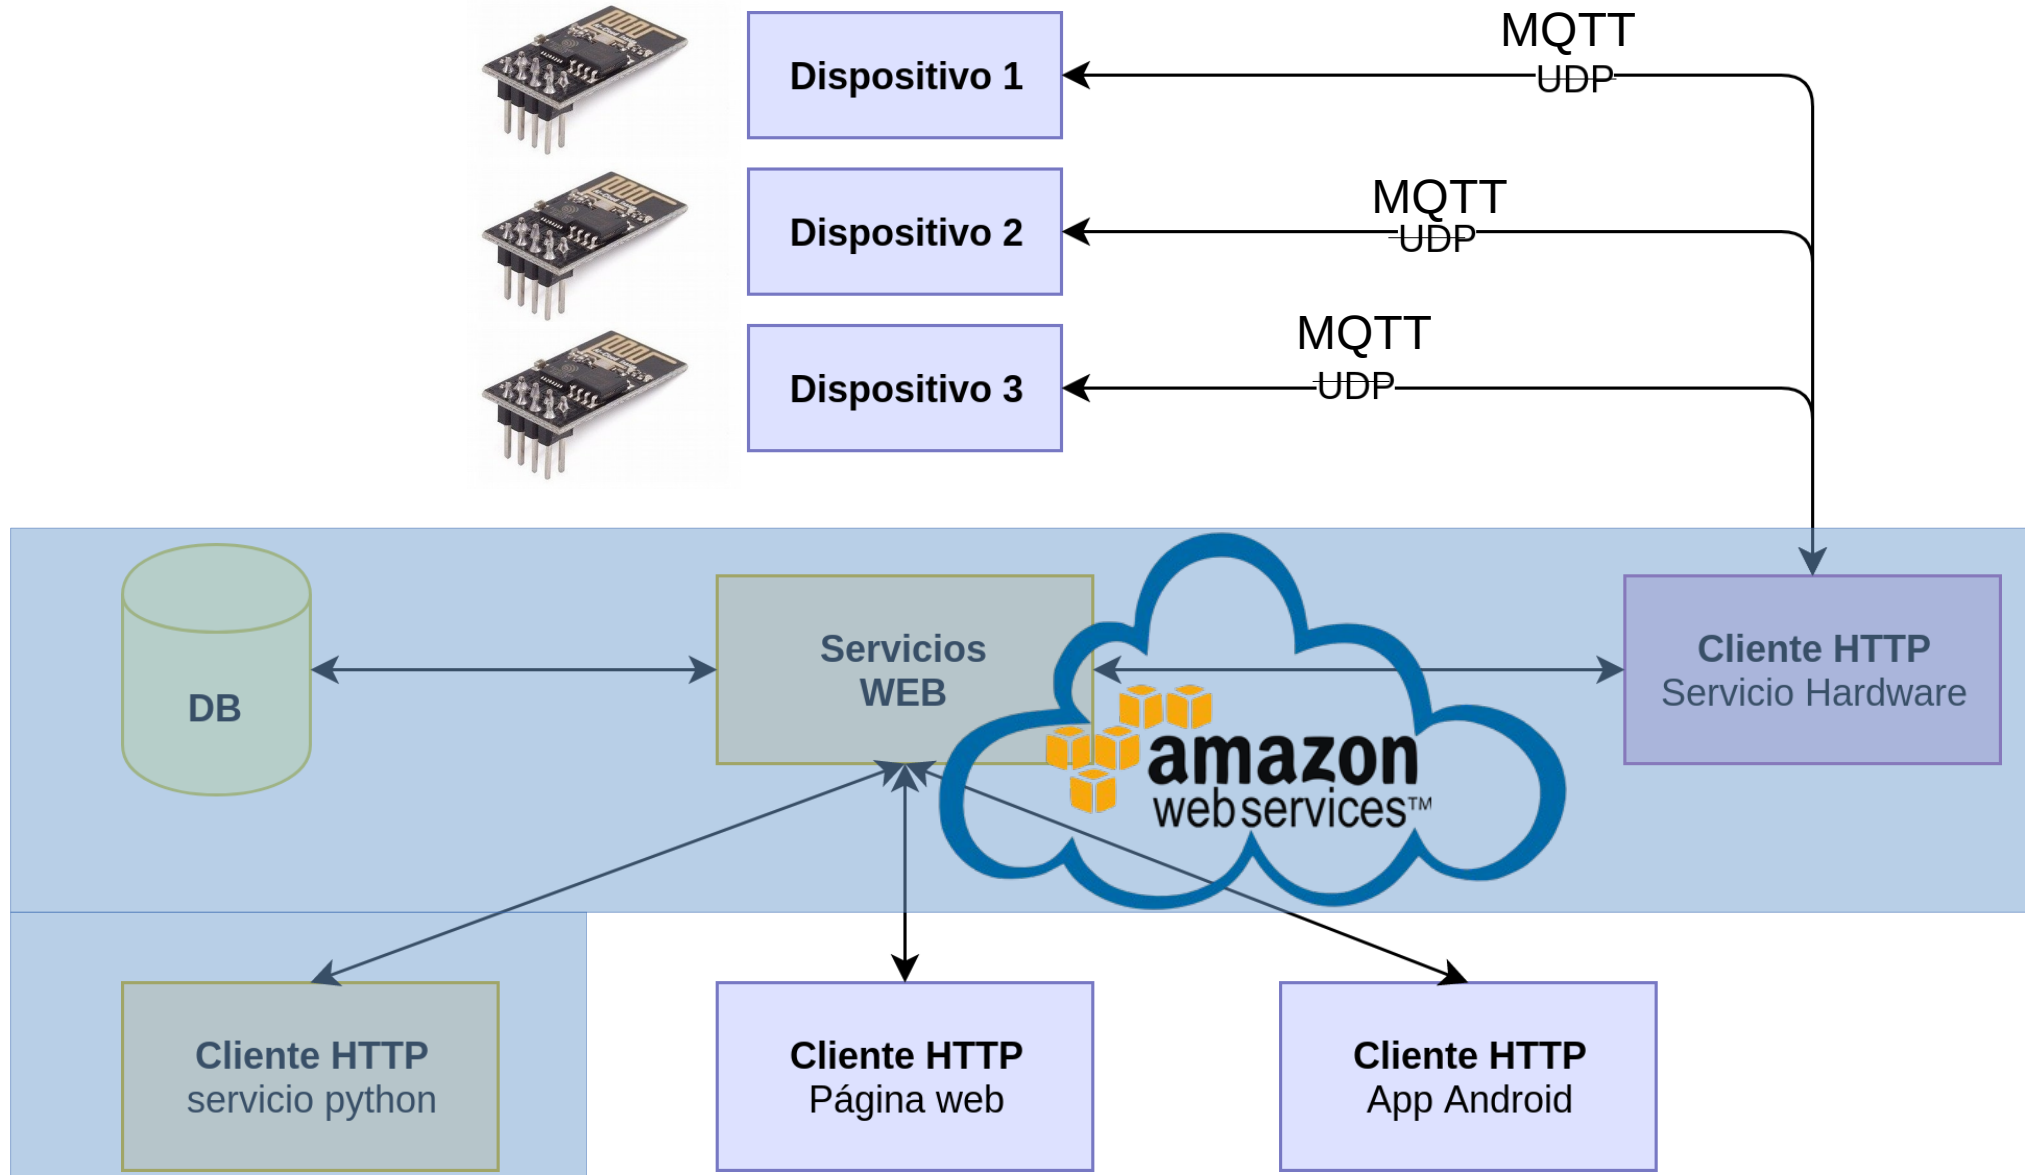 MQTT
UDP
Dispositivo 1
MQTT
UDP
Dispositivo 2
MQTT
UDP
Dispositivo 3
DB
Servicios
WEB
amazon
webservices™
Cliente HTTP
Servicio Hardware
Cliente HTTP
servicio python
Cliente HTTP
Página web
Cliente HTTP
App Android